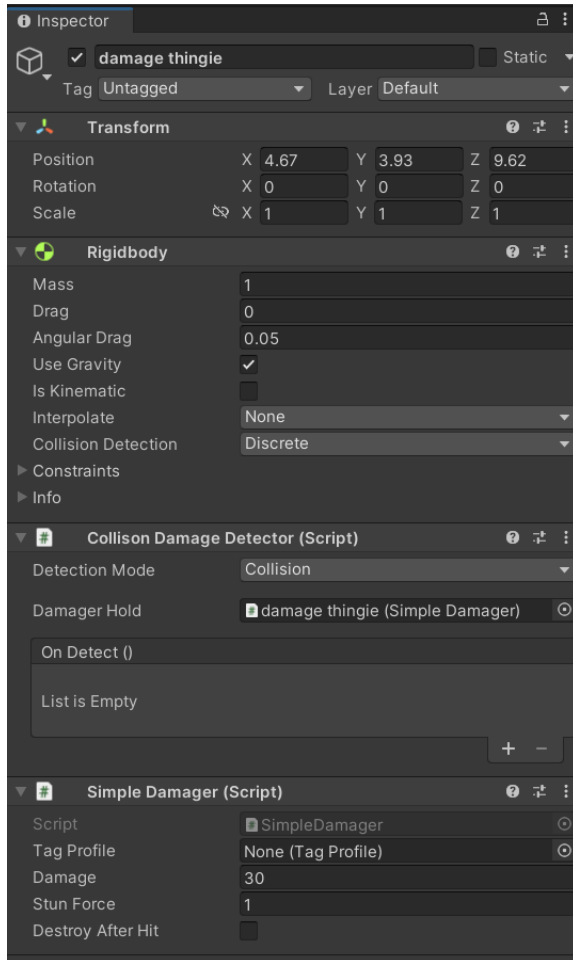 Inspector
damage thingie Static
Tag Untagged Layer Default
Transform
Position X 4.67 Y 3.93 Z 9.62
Rotation X 0 Y 0 Z 0
Scale X 1 Y 1 Z 1
Rigidbody
Mass 1
Drag 0
Angular Drag 0.05
Use Gravity
Is Kinematic
Interpolate None
Collision Detection Discrete
Constraints
Info
# Collison Damage Detector (Script)
Detection Mode Collision
Damager Hold # damage thingie (Simple Damager)
On Detect ()
List is Empty
+ −
# Simple Damager (Script)
Script # SimpleDamager
Tag Profile None (Tag Profile)
Damage 30
Stun Force 1
Destroy After Hit